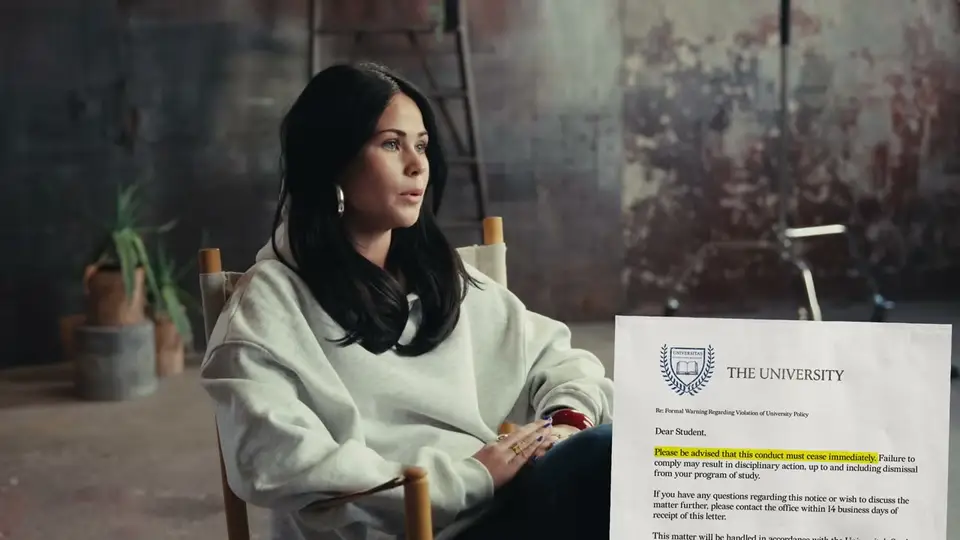 UNIVERSITAS
THE UNIVERSITY
Re: Formal Warning Regarding Violation of University Policy
Dear Student,
Please be advised that this conduct must cease immediately. Failure to
comply may result in disciplinary action, up to and including dismissal
from your program of study.
If you have any questions regarding this notice or wish to discuss the
matter further, please contact the office within 14 business days of
receipt of this letter.
This matter will be handled in accordance with the